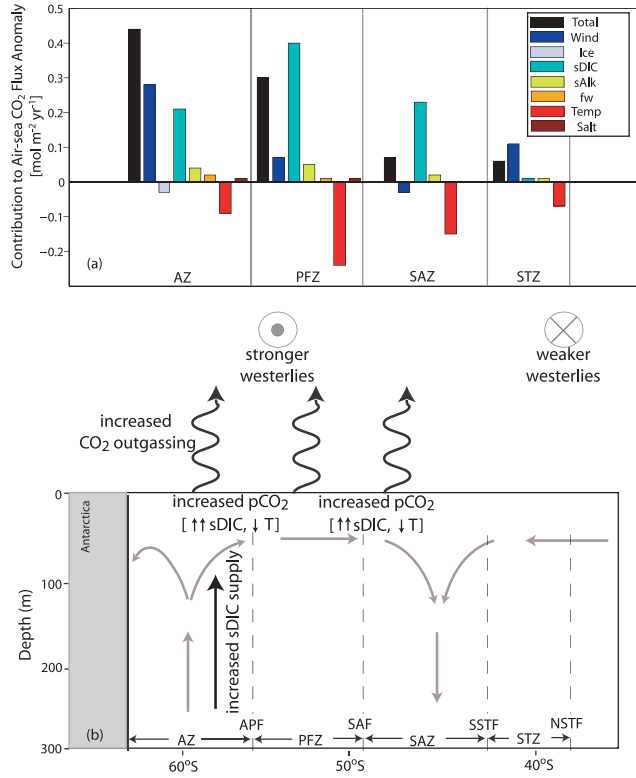 Contribution to Air-sea CO₂ Flux Anomaly
[mol m⁻² yr⁻¹]
0.5
0.4
0.3
0.2
0.1
0
−0.1
−0.2
Total
Wind
Ice
sDIC
sAlk
fw
Temp
Salt
(a)
AZ
PFZ
SAZ
STZ
stronger
westerlies
weaker
westerlies
increased
CO₂ outgassing
increased pCO₂
[ ↑↑ sDIC, ↓ T]
increased pCO₂
[ ↑↑ sDIC, ↓ T]
Antarctica
increased sDIC supply
Depth (m)
0
100
200
300
APF
SAF
SSTF
NSTF
(b)
AZ
PFZ
SAZ
STZ
60°S
50°S
40°S